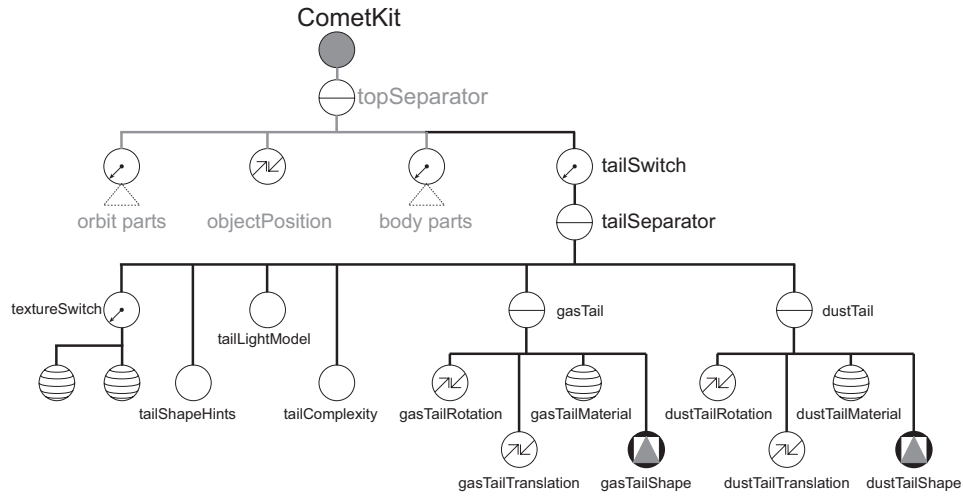 CometKit
topSeparator
tailSwitch
orbit parts
objectPosition
body parts
tailSeparator
textureSwitch
gasTail
dustTail
tailLightModel
tailShapeHints
tailComplexity
gasTailRotation
gasTailMaterial
dustTailRotation
dustTailMaterial
gasTailTranslation
gasTailShape
dustTailTranslation
dustTailShape